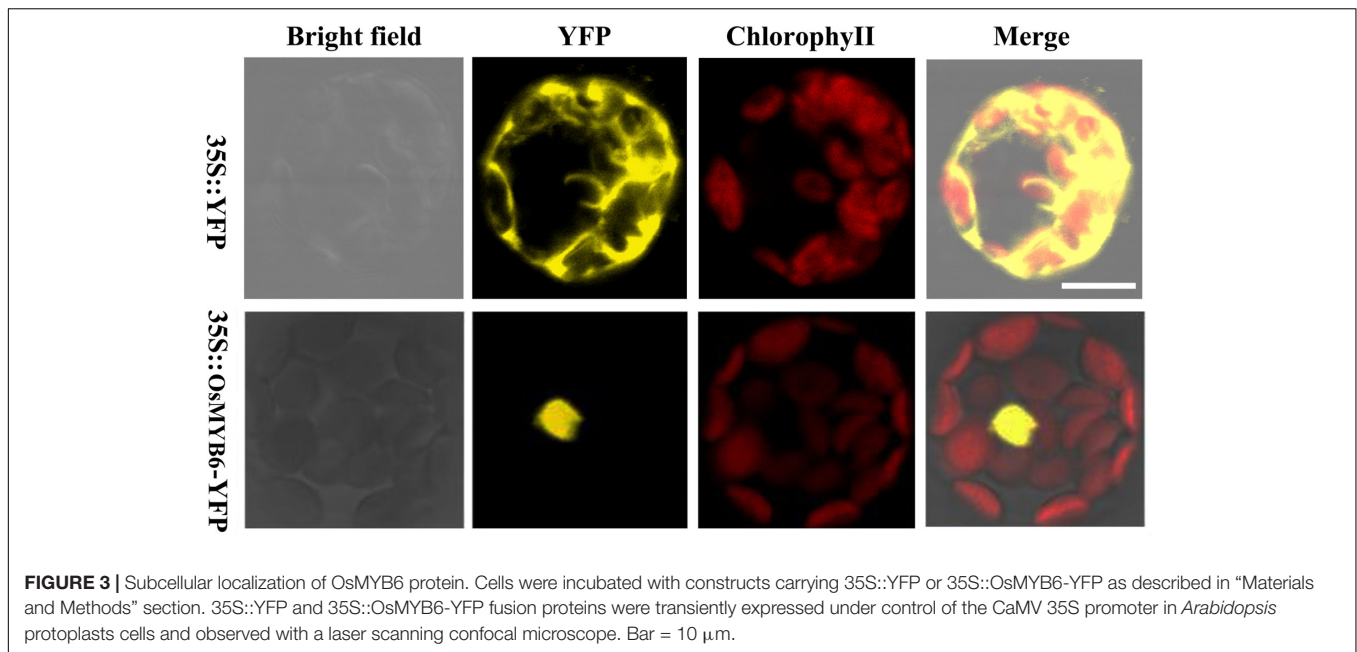 Bright field YFP ChlorophyII Merge
35S::YFP
35S::OsMYB6-YFP
FIGURE 3 | Subcellular localization of OsMYB6 protein. Cells were incubated with constructs carrying 35S::YFP or 35S::OsMYB6-YFP as described in “Materials
and Methods” section. 35S::YFP and 35S::OsMYB6-YFP fusion proteins were transiently expressed under control of the CaMV 35S promoter in Arabidopsis
protoplasts cells and observed with a laser scanning confocal microscope. Bar = 10 μm.